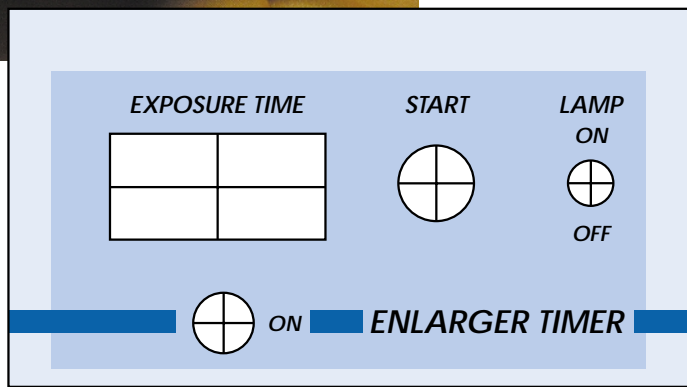 EXPOSURE TIME
START
LAMP
ON
OFF
ON
ENLARGER TIMER